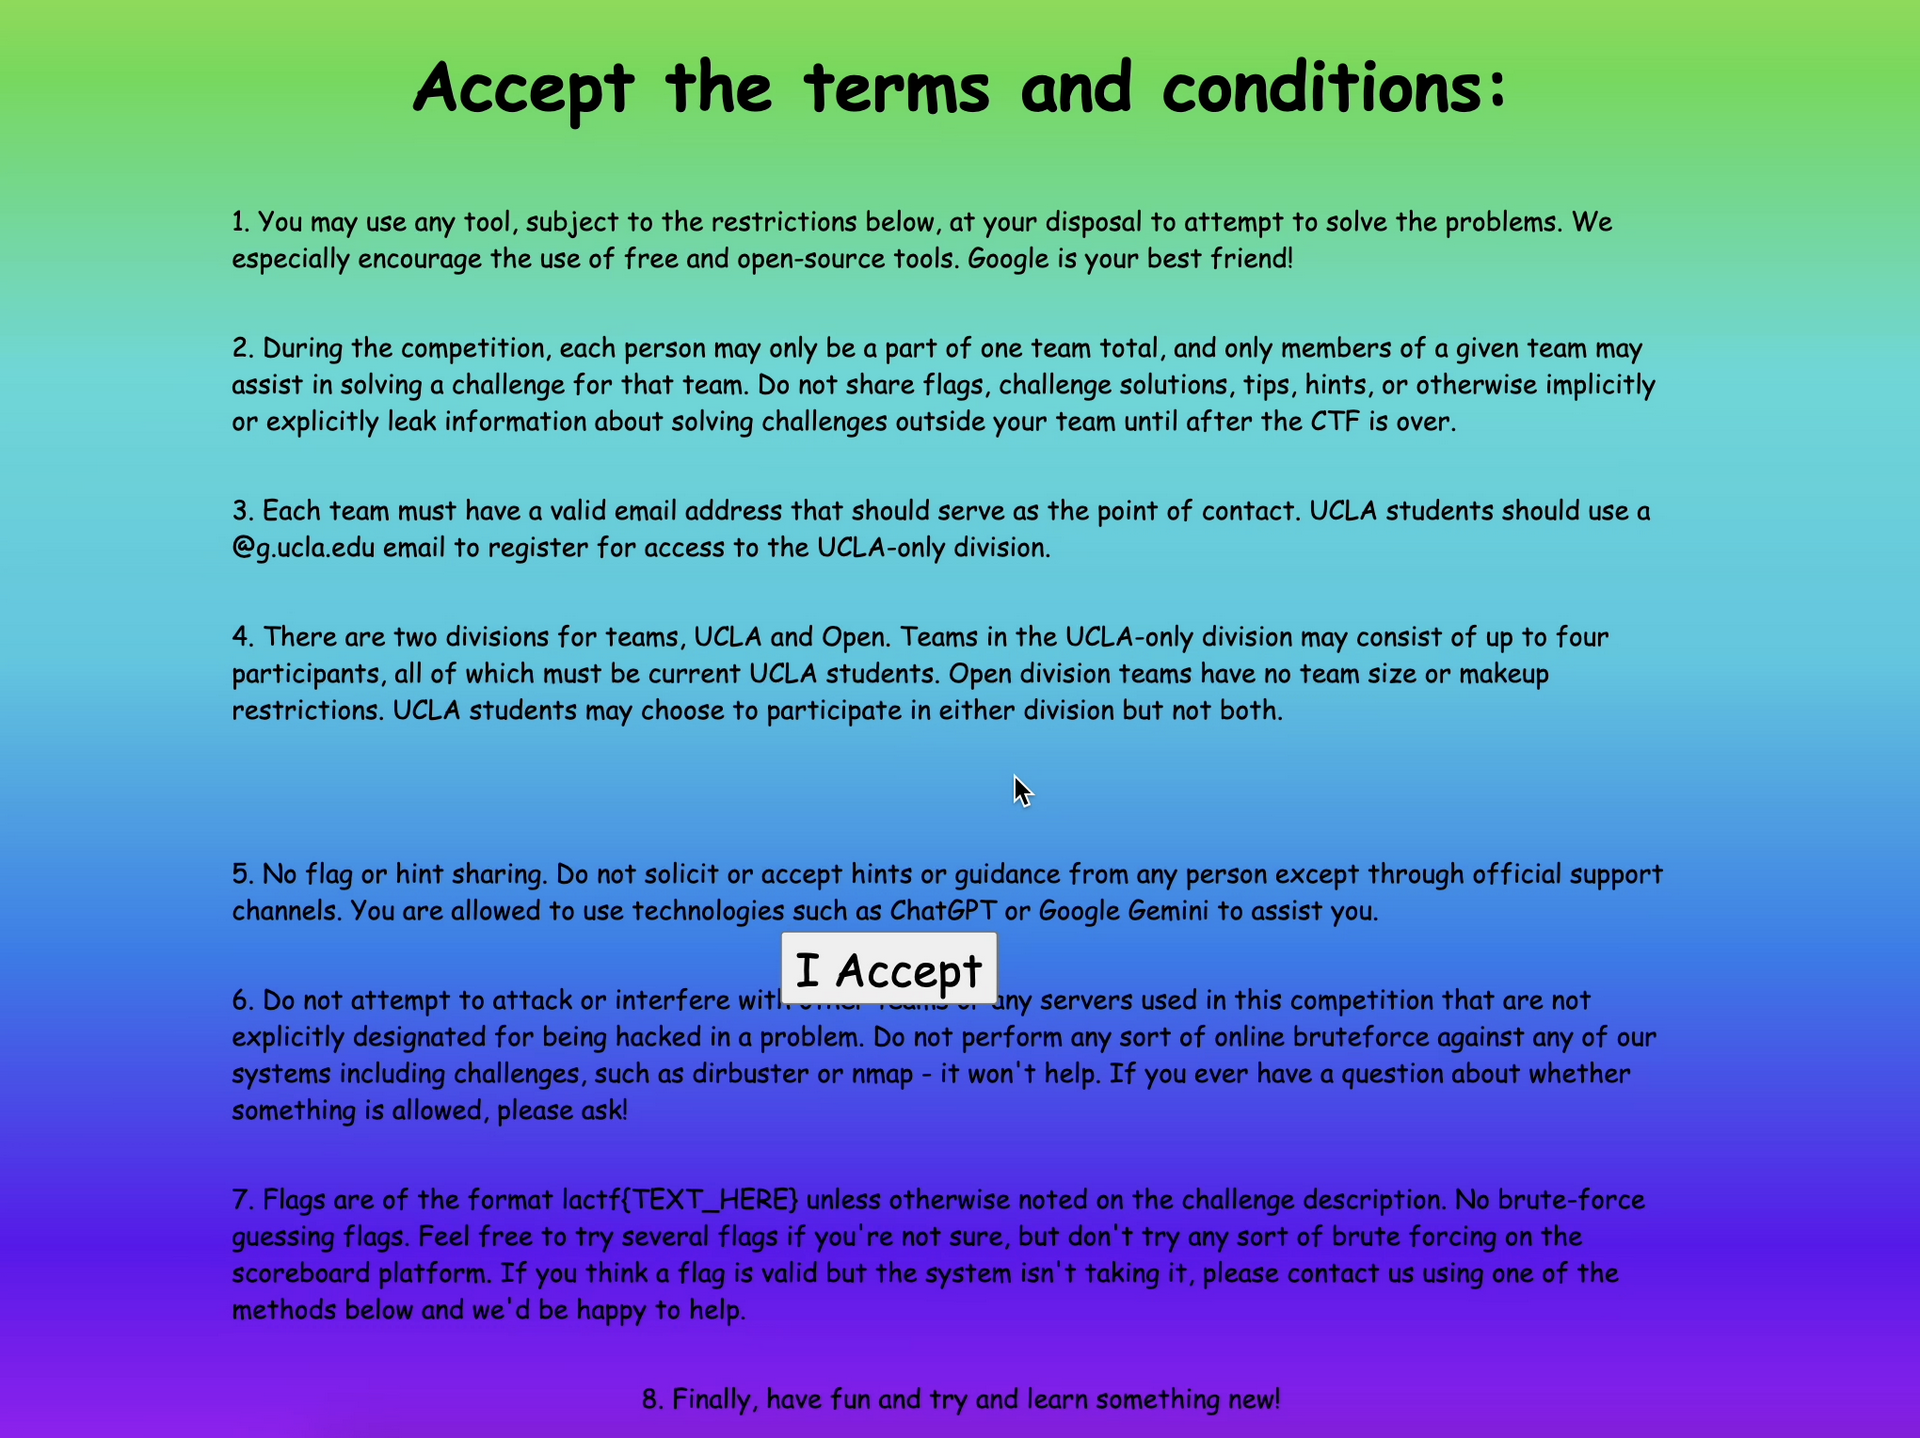 Accept the terms and conditions:
1. You may use any tool, subject to the restrictions below, at your disposal to attempt to solve the problems. We
especially encourage the use of free and open-source tools. Google is your best friend!
2. During the competition, each person may only be a part of one team total, and only members of a given team may
assist in solving a challenge for that team. Do not share flags, challenge solutions, tips, hints, or otherwise implicitly
or explicitly leak information about solving challenges outside your team until after the CTF is over.
3. Each team must have a valid email address that should serve as the point of contact. UCLA students should use a
@g.ucla.edu email to register for access to the UCLA-only division.
4. There are two divisions for teams, UCLA and Open. Teams in the UCLA-only division may consist of up to four
participants, all of which must be current UCLA students. Open division teams have no team size or makeup
restrictions. UCLA students may choose to participate in either division but not both.
5. No flag or hint sharing. Do not solicit or accept hints or guidance from any person except through official support
channels. You are allowed to use technologies such as ChatGPT or Google Gemini to assist you.
I Accept
6. Do not attempt to attack or interfere with any servers used in this competition that are not
explicitly designated for being hacked in a problem. Do not perform any sort of online bruteforce against any of our
systems including challenges, such as dirbuster or nmap - it won't help. If you ever have a question about whether
something is allowed, please ask!
7. Flags are of the format lactf{TEXT_HERE} unless otherwise noted on the challenge description. No brute-force
guessing flags. Feel free to try several flags if you're not sure, but don't try any sort of brute forcing on the
scoreboard platform. If you think a flag is valid but the system isn't taking it, please contact us using one of the
methods below and we'd be happy to help.
8. Finally, have fun and try and learn something new!